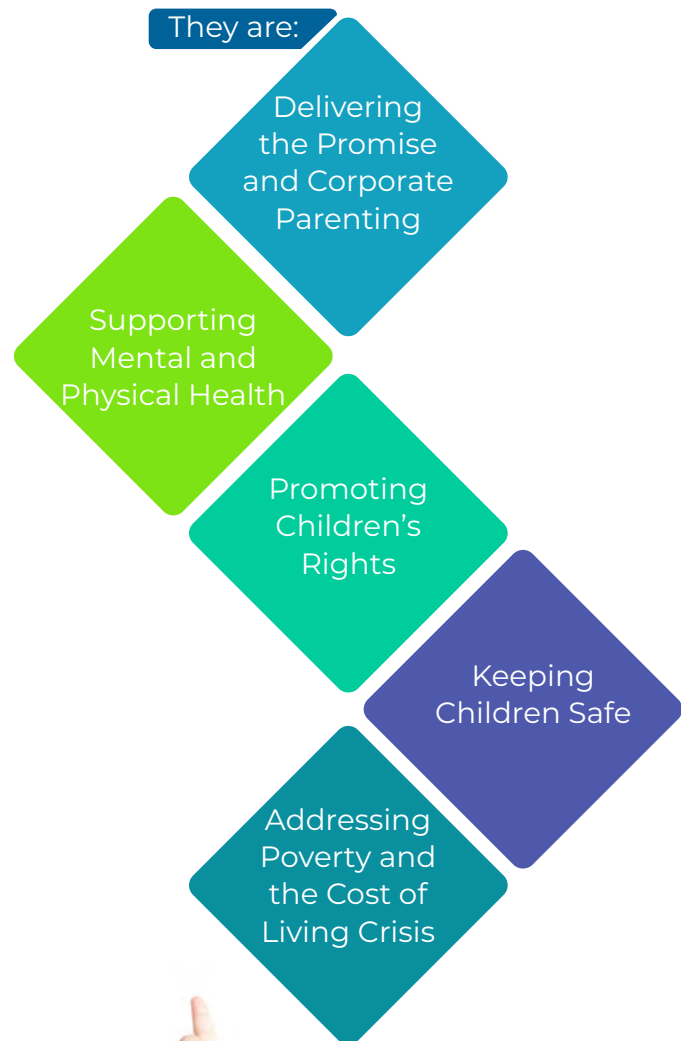 They are:
Delivering
the Promise
and Corporate
Parenting
Supporting
Mental and
Physical Health
Promoting
Children’s
Rights
Keeping
Children Safe
Addressing
Poverty and
the Cost of
Living Crisis